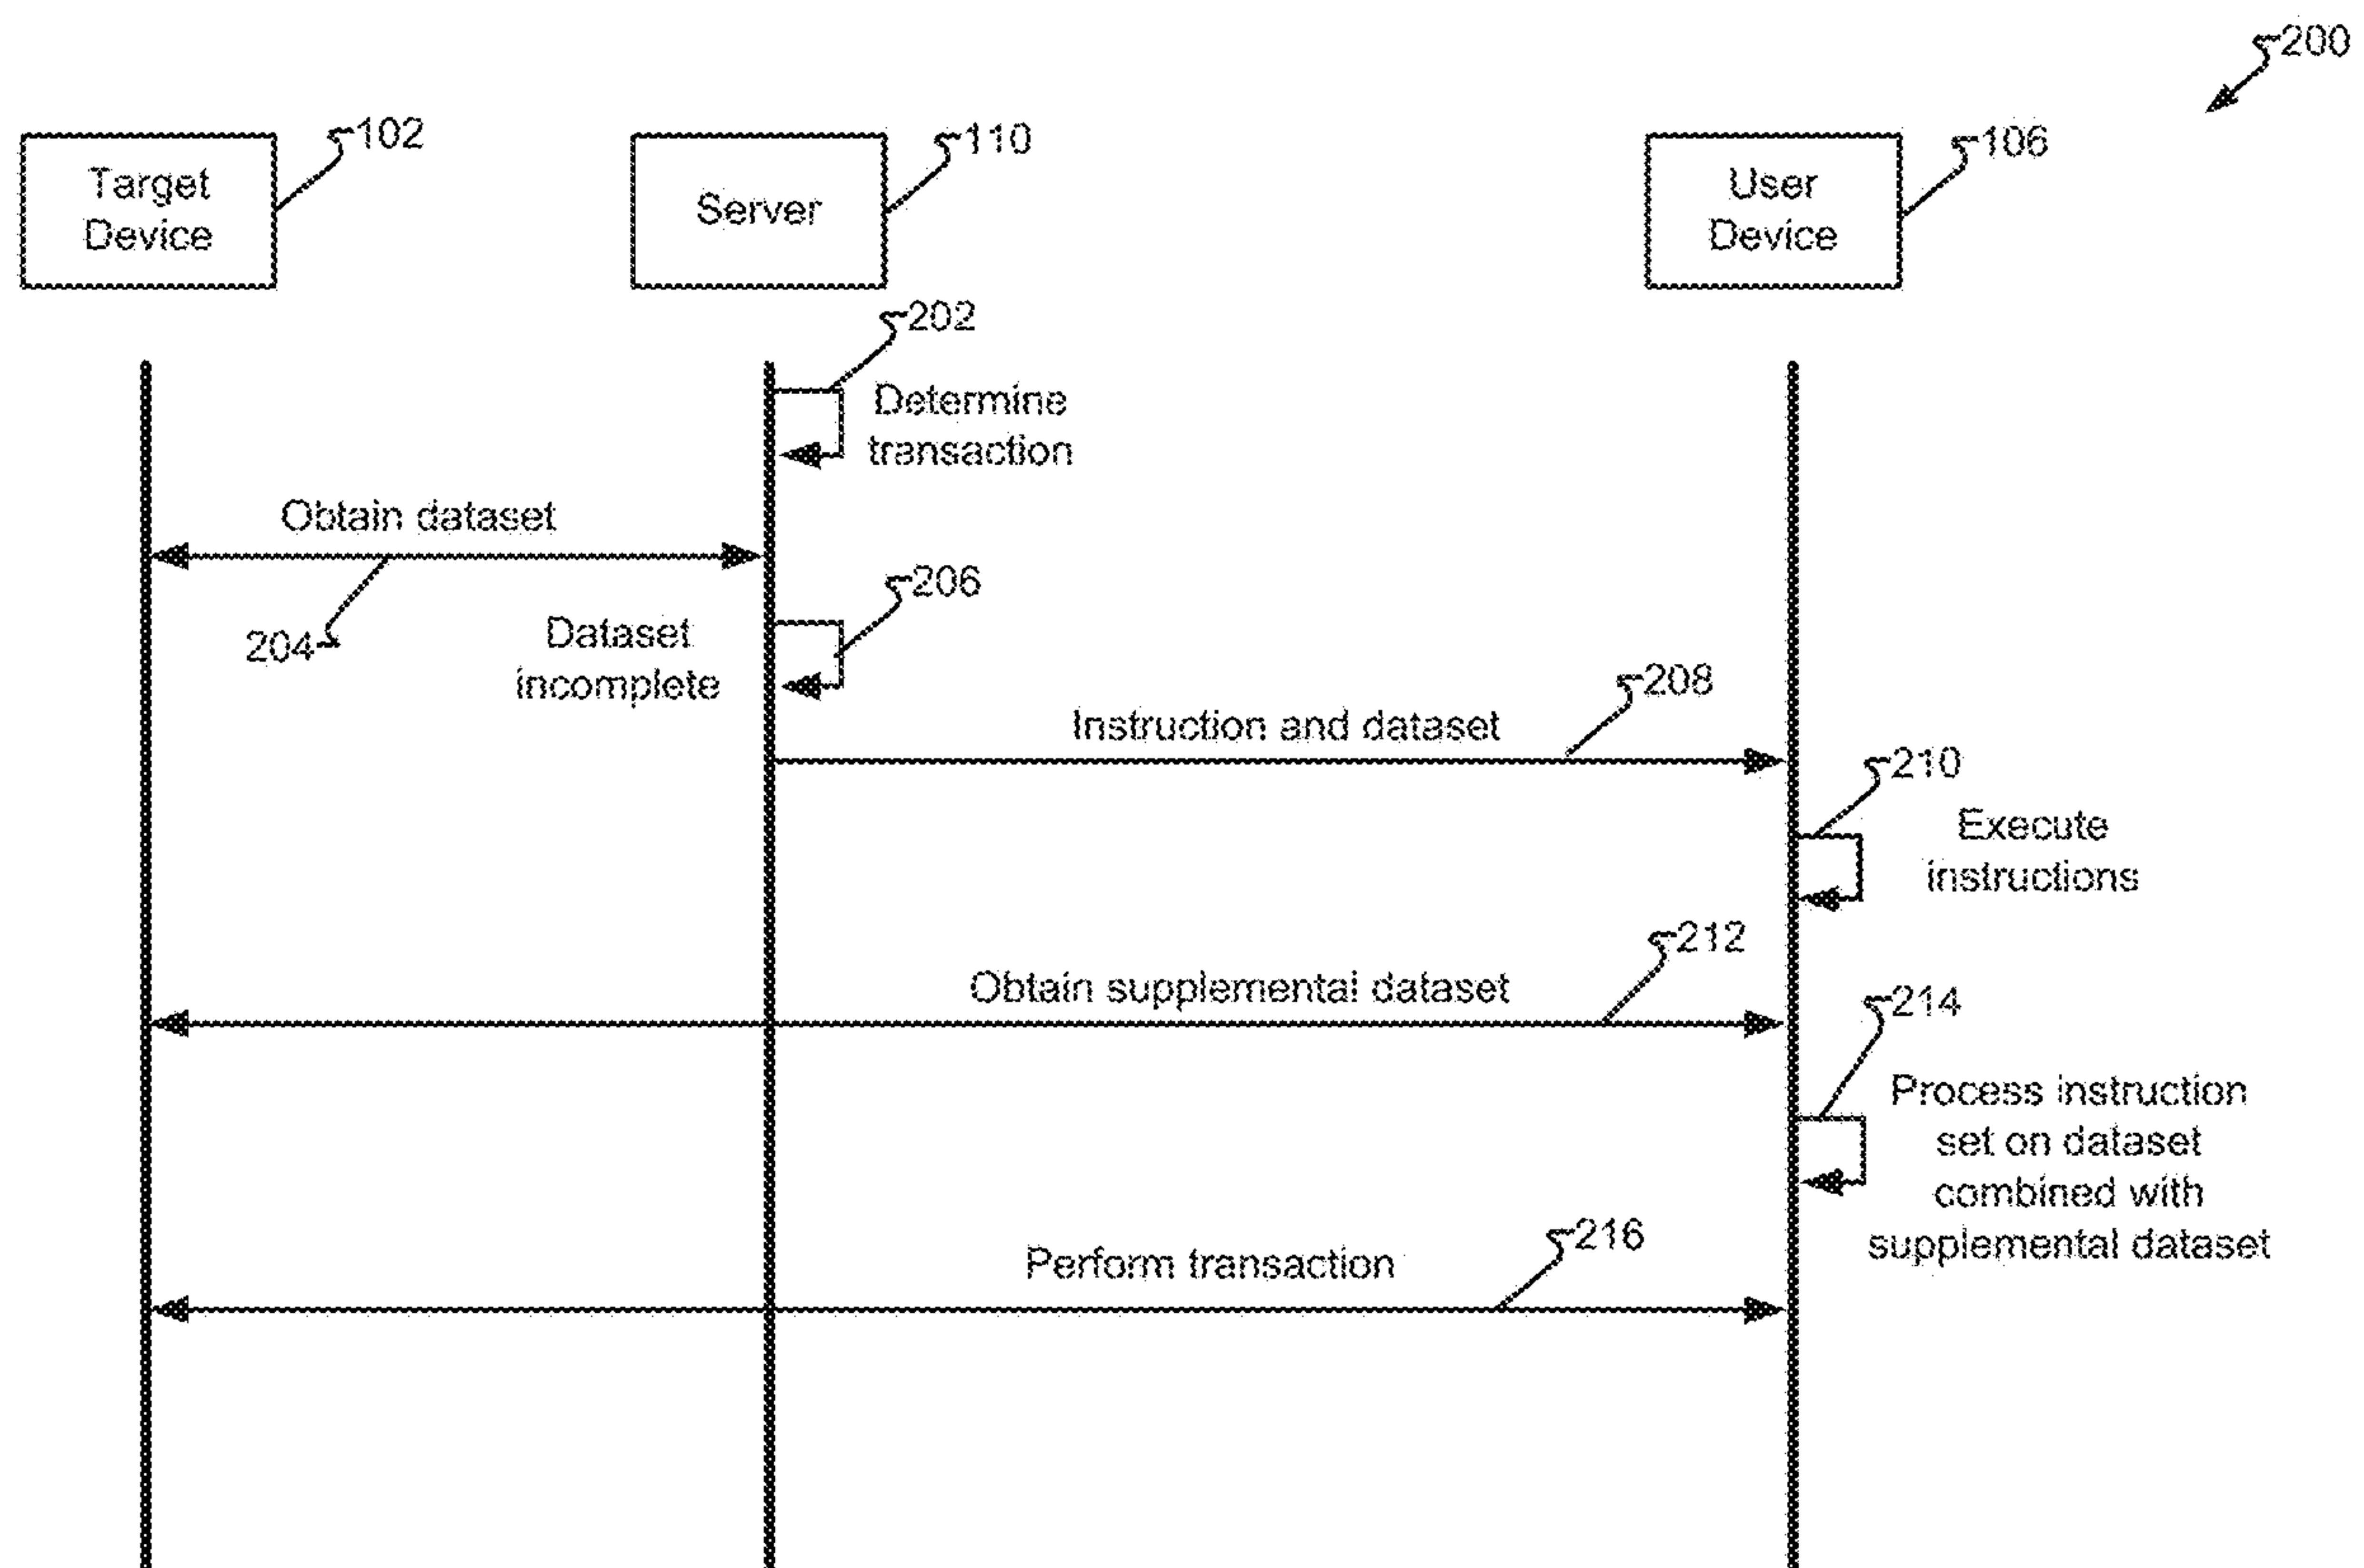 200
102
110
106
Target
Device
Server
User
Device
202
Determine
transaction
Obtain dataset
204
206
Dataset
incomplete
208
Instruction and dataset
210
Execute
instructions
212
Obtain supplemental dataset
214
Process instruction
set on dataset
combined with
supplemental dataset
216
Perform transaction